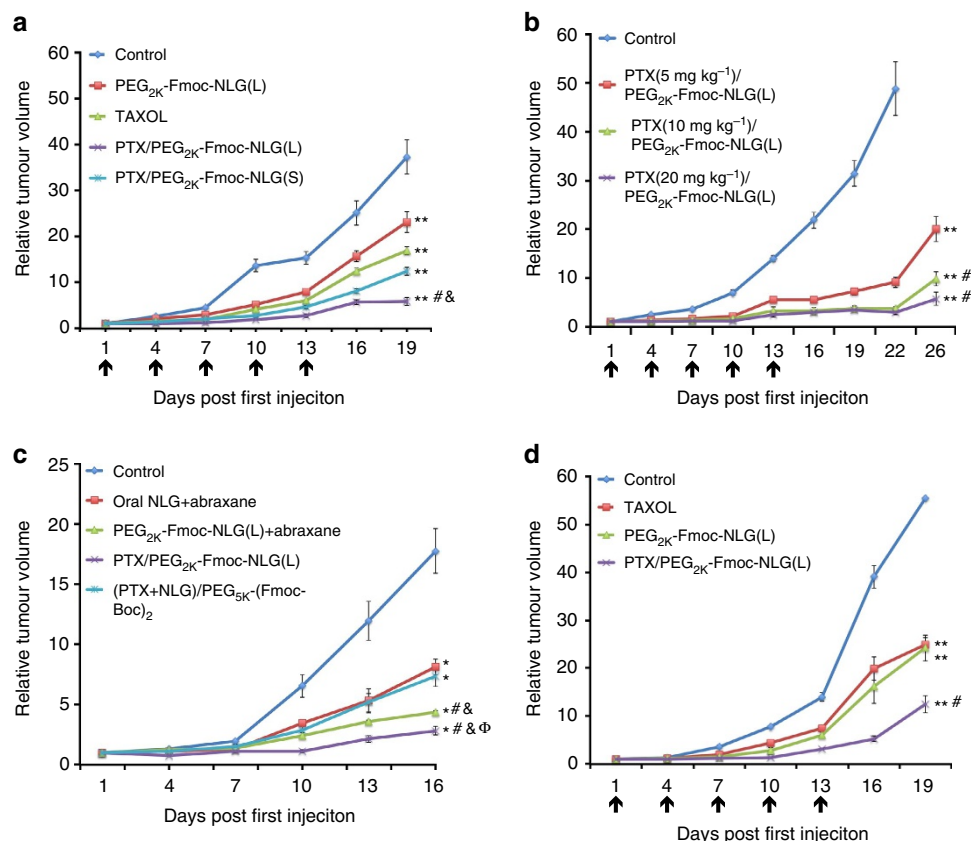 a
Relative tumour volume
60
50
40
30
20
10
0
Control
PEG2K-Fmoc-NLG(L)
TAXOL
PTX/PEG2K-Fmoc-NLG(L)
PTX/PEG2K-Fmoc-NLG(S)
**
**
**
** # &
1 4 7 10 13 16 19
Days post first injeciton
b
Relative tumour volume
60
50
40
30
20
10
0
Control
PTX(5 mg kg−1)/
PEG2K-Fmoc-NLG(L)
PTX(10 mg kg−1)/
PEG2K-Fmoc-NLG(L)
PTX(20 mg kg−1)/
PEG2K-Fmoc-NLG(L)
**
** #
** #
1 4 7 10 13 16 19 22 26
Days post first injeciton
c
Relative tumour volume
25
20
15
10
5
0
Control
Oral NLG+abraxane
PEG2K-Fmoc-NLG(L)+abraxane
PTX/PEG2K-Fmoc-NLG(L)
(PTX+NLG)/PEG5K-(Fmoc-
Boc)2
*
*
* # &
* # & Φ
1 4 7 10 13 16
Days post first injeciton
d
Relative tumour volume
60
50
40
30
20
10
0
Control
TAXOL
PEG2K-Fmoc-NLG(L)
PTX/PEG2K-Fmoc-NLG(L)
**
**
** #
1 4 7 10 13 16 19
Days post first injeciton